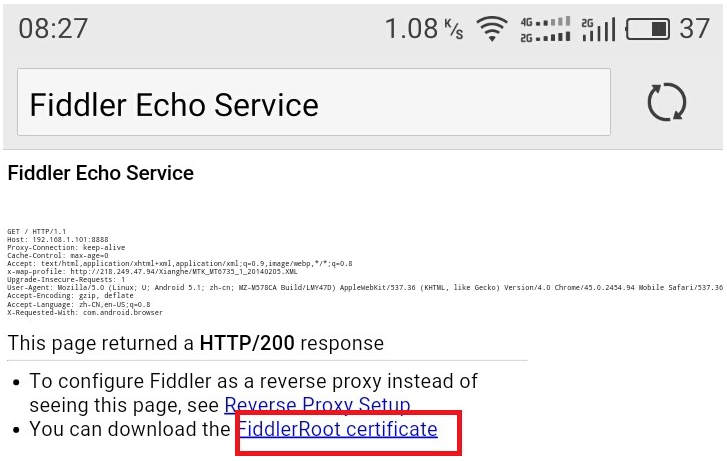 08:27 1.08 K/S 4G 2G 2G 37
Fiddler Echo Service
Fiddler Echo Service
GET / HTTP/1.1
Host: 192.168.1.101:8888
Proxy-Connection: keep-alive
Cache-Control: max-age=0
Accept: text/html,application/xhtml+xml,application/xml;q=0.9,image/webp,*/*;q=0.8
x-wap-profile: http://218.249.47.94/Xianghe/MTK_MT6735_1_20140205.XML
Upgrade-Insecure-Requests: 1
User-Agent: Mozilla/5.0 (Linux; U; Android 5.1; zh-cn; MZ-M578CA Build/LMY47D) AppleWebKit/537.36 (KHTML, like Gecko) Version/4.0 Chrome/45.0.2454.94 Mobile Safari/537.36
Accept-Encoding: gzip, deflate
Accept-Language: zh-CN,en-US;q=0.8
X-Requested-With: com.android.browser
This page returned a HTTP/200 response
• To configure Fiddler as a reverse proxy instead of
seeing this page, see Reverse Proxy Setup
• You can download the FiddlerRoot certificate